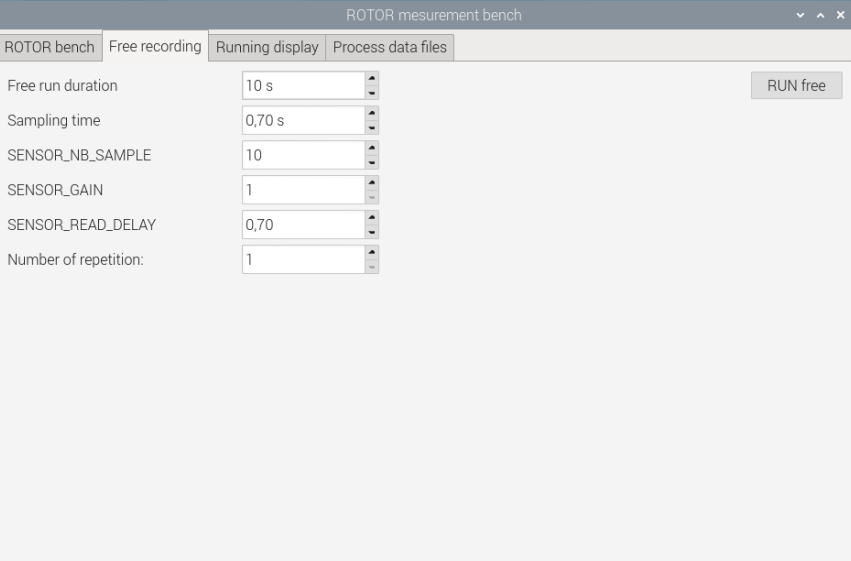 ROTOR mesurement bench
ROTOR bench Free recording Running display Process data files
Free run duration 10 s RUN free
Sampling time 0,70 s
SENSOR_NB_SAMPLE 10
SENSOR_GAIN 1
SENSOR_READ_DELAY 0,70
Number of repetition: 1